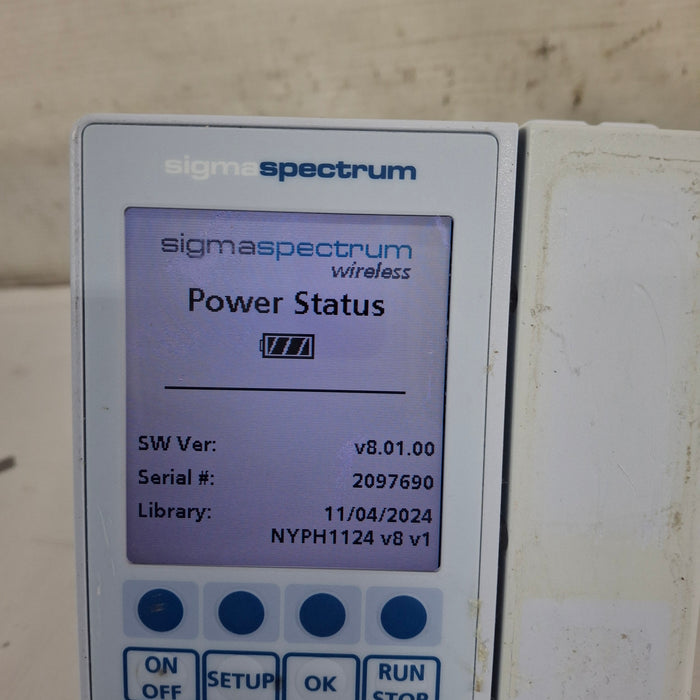 sigmaspectrum
sigmaspectrum
wireless
Power Status
SW Ver: v8.01.00
Serial #: 2097690
Library: 11/04/2024
NYPH1124 v8 v1
ON OFF SETUP OK RUN STOP